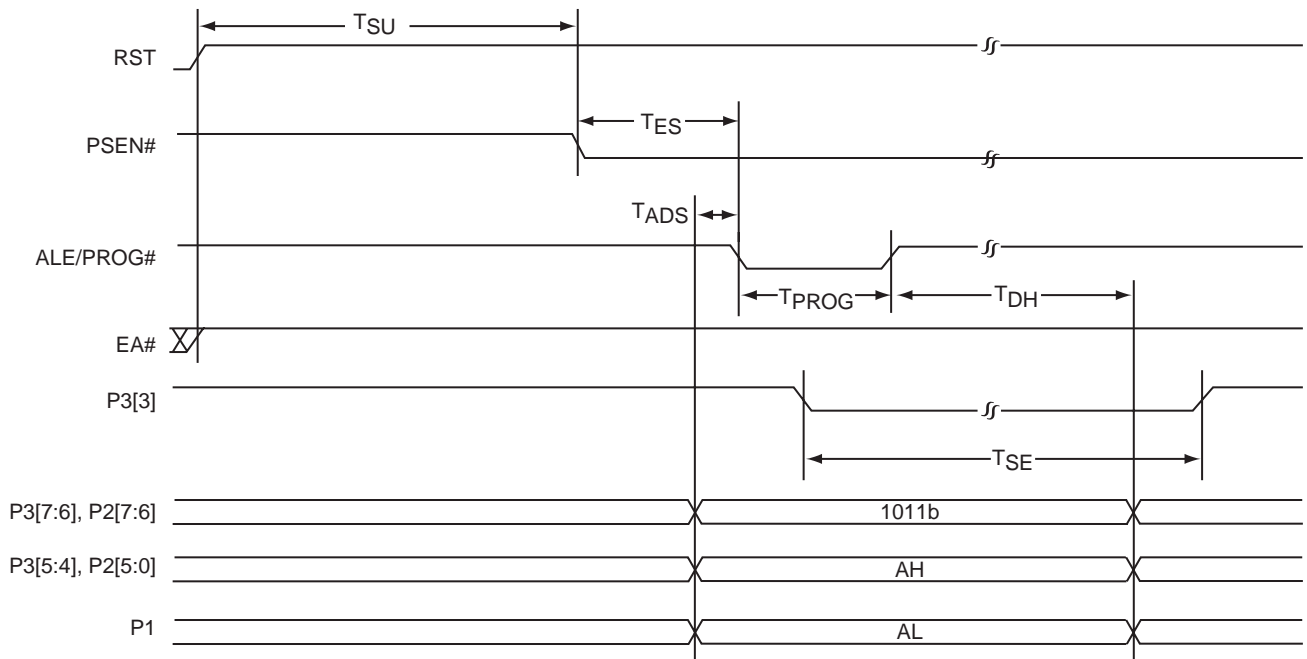 TSU
RST
TES
PSEN#
TADS
ALE/PROG#
TPROG
TDH
EA#
P3[3]
TSE
P3[7:6], P2[7:6]
1011b
P3[5:4], P2[5:0]
AH
P1
AL